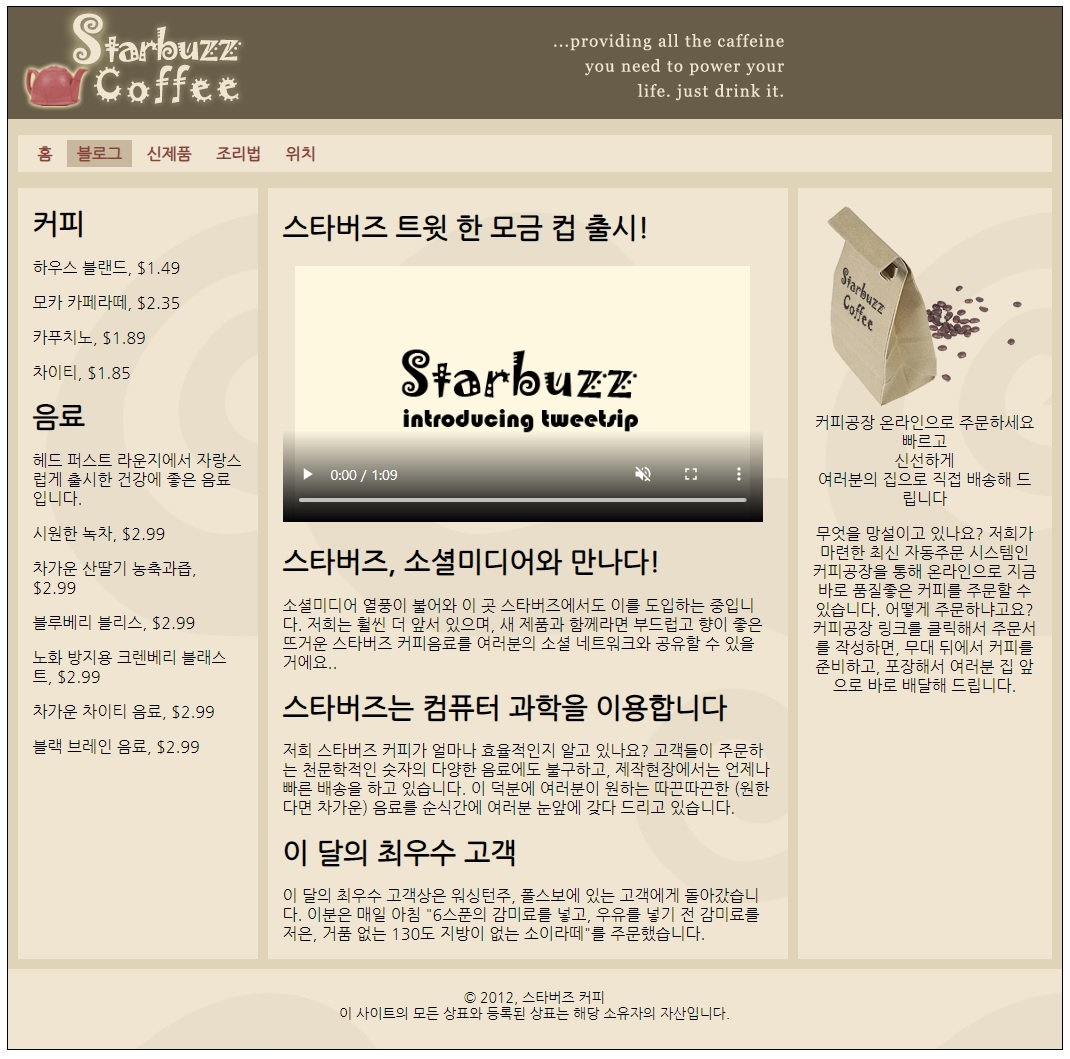 Starbuzz
Coffee
...providing all the caffeine
you need to power your
life. just drink it.
홈 블로그 신제품 조리법 위치
커피
하우스 블랜드, $1.49
모카 카페라떼, $2.35
카푸치노, $1.89
차이티, $1.85
음료
헤드 퍼스트 라운지에서 자랑스
럽게 출시한 건강에 좋은 음료
입니다.
시원한 녹차, $2.99
차가운 산딸기 농축과즙,
$2.99
블루베리 블리스, $2.99
노화 방지용 크렌베리 블래스
트, $2.99
차가운 차이티 음료, $2.99
블랙 브레인 음료, $2.99
스타버즈 트윗 한 모금 컵 출시!
Starbuzz
introducing tweetsip
0:00 / 1:09
스타버즈, 소셜미디어와 만나다!
소셜미디어 열풍이 불어와 이 곳 스타버즈에서도 이를 도입하는 중입니
다. 저희는 훨씬 더 앞서 있으며, 새 제품과 함께라면 부드럽고 향이 좋은
뜨거운 스타버즈 커피음료를 여러분의 소셜 네트워크와 공유할 수 있을
거에요..
스타버즈는 컴퓨터 과학을 이용합니다
저희 스타버즈 커피가 얼마나 효율적인지 알고 있나요? 고객들이 주문하
는 천문학적인 숫자의 다양한 음료에도 불구하고, 제작현장에서는 언제나
빠른 배송을 하고 있습니다. 이 덕분에 여러분이 원하는 따끈따끈한 (원한
다면 차가운) 음료를 순식간에 여러분 눈앞에 갖다 드리고 있습니다.
이 달의 최우수 고객
이 달의 최우수 고객상은 워싱턴주, 폴스보에 있는 고객에게 돌아갔습니
다. 이분은 매일 아침 "6스푼의 감미료를 넣고, 우유를 넣기 전 감미료를
저은, 거품 없는 130도 지방이 없는 소이라떼"를 주문했습니다.
Starbuzz
Coffee
커피공장 온라인으로 주문하세요
빠르고
신선하게
여러분의 집으로 직접 배송해 드
립니다
무엇을 망설이고 있나요? 저희가
마련한 최신 자동주문 시스템인
커피공장을 통해 온라인으로 지금
바로 품질좋은 커피를 주문할 수
있습니다. 어떻게 주문하냐고요?
커피공장 링크를 클릭해서 주문서
를 작성하면, 무대 뒤에서 커피를
준비하고, 포장해서 여러분 집 앞
으로 바로 배달해 드립니다.
© 2012, 스타버즈 커피
이 사이트의 모든 상표와 등록된 상표는 해당 소유자의 자산입니다.